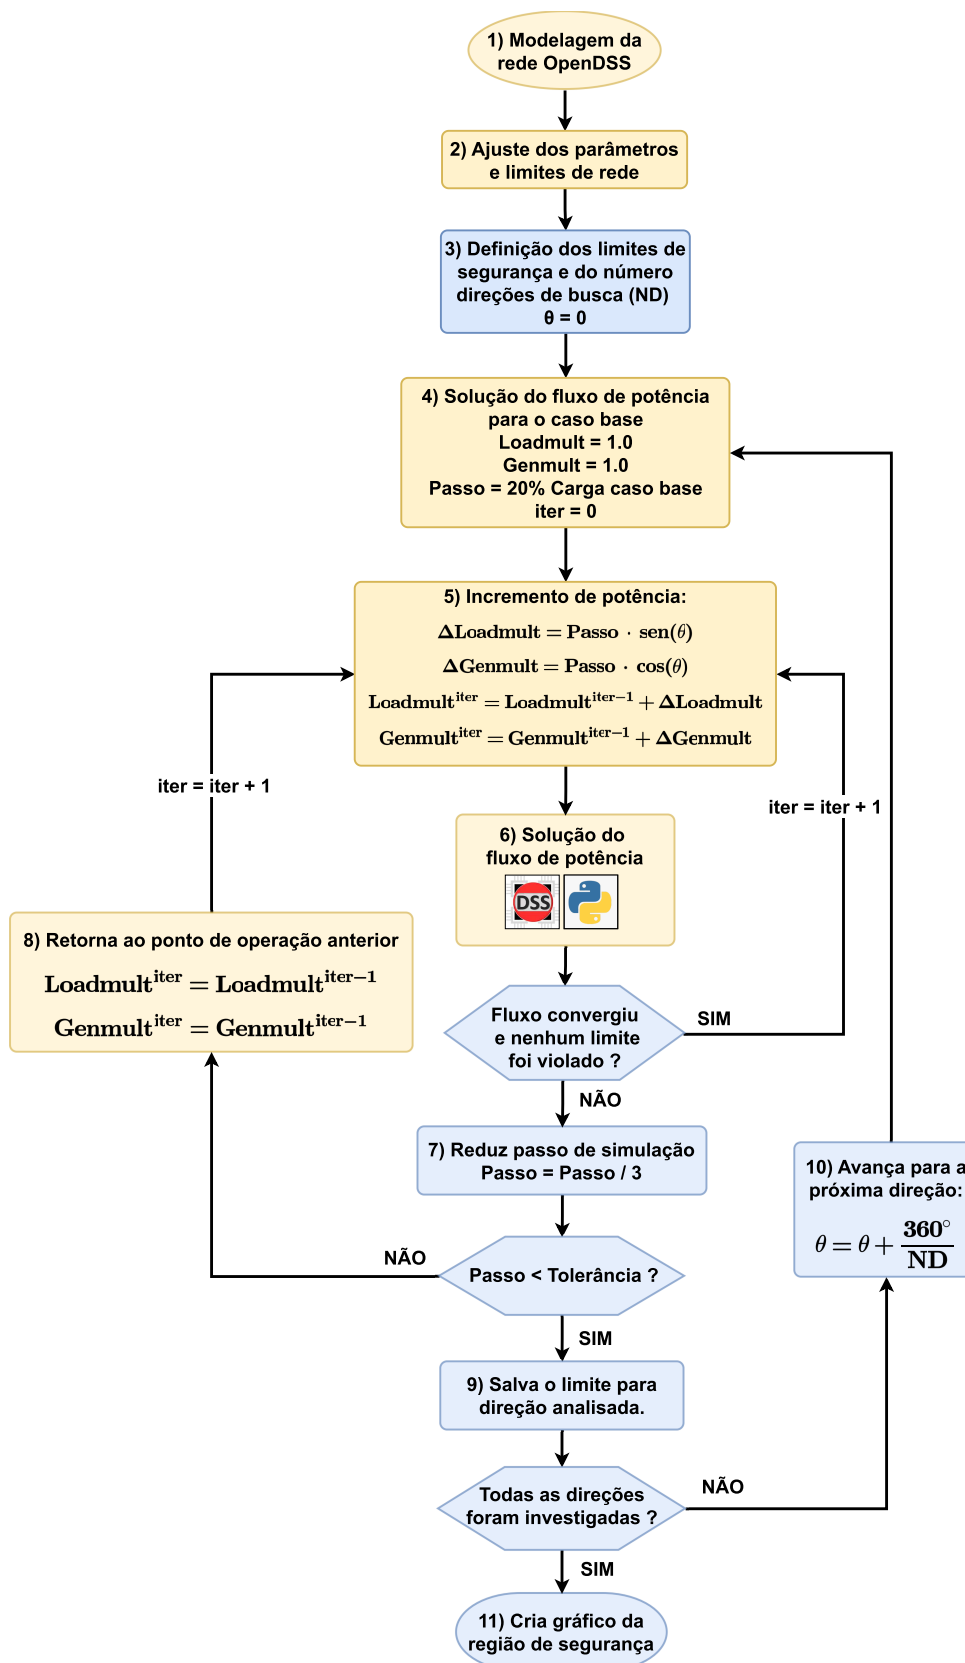 1) Modelagem da
rede OpenDSS
2) Ajuste dos parâmetros
e limites de rede
3) Definição dos limites de
segurança e do número
direções de busca (ND)
θ = 0
4) Solução do fluxo de potência
para o caso base
Loadmult = 1.0
Genmult = 1.0
Passo = 20% Carga caso base
iter = 0
5) Incremento de potência:
ΔLoadmult = Passo · sen(θ)
ΔGenmult = Passo · cos(θ)
Loadmult^iter = Loadmult^iter−1 + ΔLoadmult
Genmult^iter = Genmult^iter−1 + ΔGenmult
iter = iter + 1
iter = iter + 1
6) Solução do
fluxo de potência
DSS
8) Retorna ao ponto de operação anterior
Loadmult^iter = Loadmult^iter−1
Genmult^iter = Genmult^iter−1
Fluxo convergiu
e nenhum limite
foi violado ?
SIM
NÃO
7) Reduz passo de simulação
Passo = Passo / 3
10) Avança para a
próxima direção:
θ = θ + 360°/ND
NÃO
Passo < Tolerância ?
SIM
9) Salva o limite para
direção analisada.
Todas as direções
foram investigadas ?
NÃO
SIM
11) Cria gráfico da
região de segurança